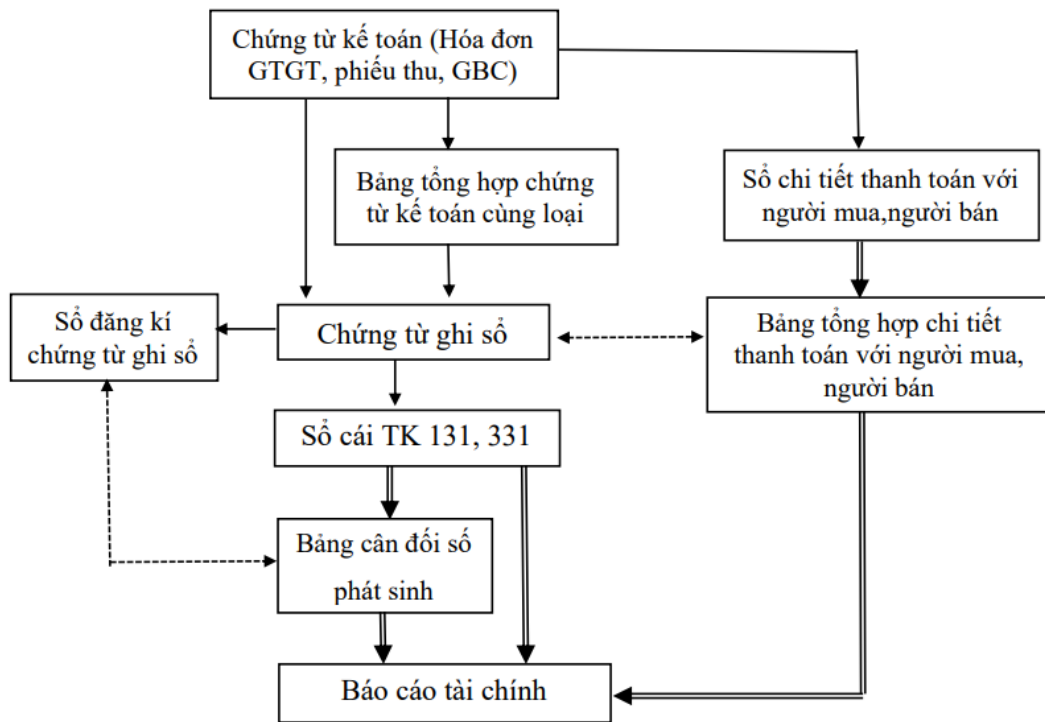 Chứng từ kế toán (Hóa đơn
GTGT, phiếu thu, GBC)
Bảng tổng hợp chứng
từ kế toán cùng loại
Sổ chi tiết thanh toán với
người mua,người bán
Sổ đăng kí
chứng từ ghi sổ
Chứng từ ghi sổ
Bảng tổng hợp chi tiết
thanh toán với người mua,
người bán
Sổ cái TK 131, 331
Bảng cân đối số
phát sinh
Báo cáo tài chính